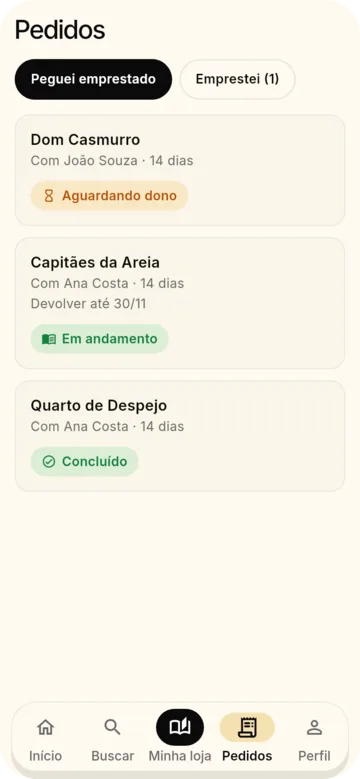 Pedidos
Peguei emprestado
Emprestei (1)
Dom Casmurro
Com João Souza · 14 dias
Aguardando dono
Capitães da Areia
Com Ana Costa · 14 dias
Devolver até 30/11
Em andamento
Quarto de Despejo
Com Ana Costa · 14 dias
Concluído
Início
Buscar
Minha loja
Pedidos
Perfil